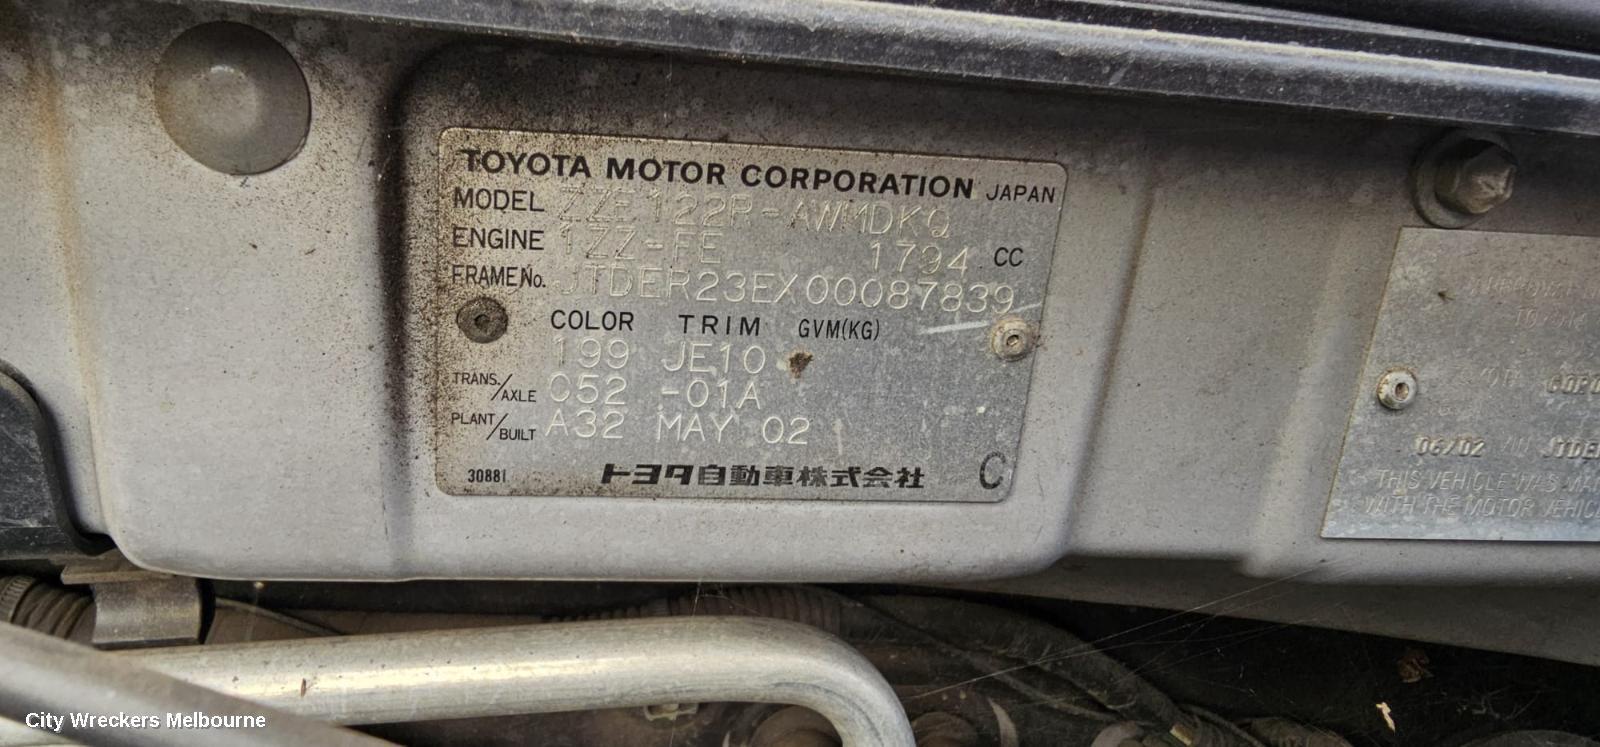 TOYOTA MOTOR CORPORATION JAPAN
MODEL ZZE122R-AWMDKQ
ENGINE 1ZZ-FE 1794 CC
FRAME No. JTDER23EX00087839
COLOR TRIM GVM(KG)
199 JE10
TRANS./AXLE C52 -01A
PLANT/BUILT A32 MAY 02
30881 トヨタ自動車株式会社 C
06/02 JTDE
THIS VEHICLE WAS
WITH THE MOTOR VEHIC
City Wreckers Melbourne